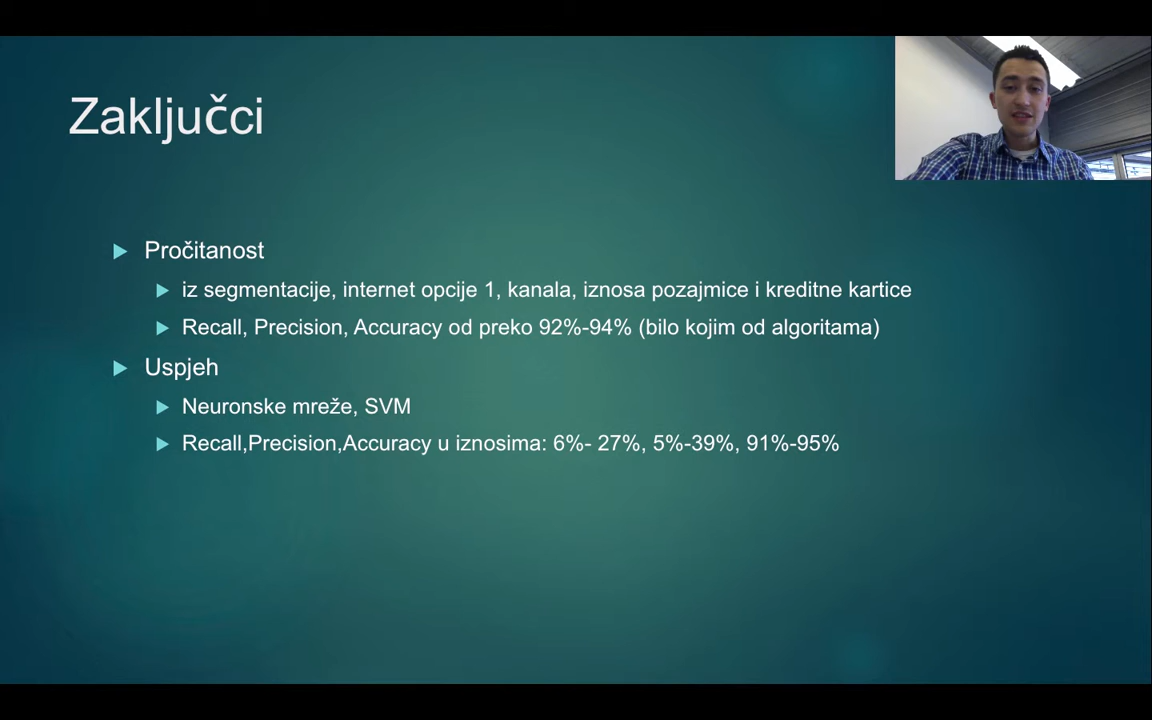 Zaključci
Pročitanost
iz segmentacije, internet opcije 1, kanala, iznosa pozajmice i kreditne kartice
Recall, Precision, Accuracy od preko 92%-94% (bilo kojim od algoritama)
Uspjeh
Neuronske mreže, SVM
Recall,Precision,Accuracy u iznosima: 6%- 27%, 5%-39%, 91%-95%